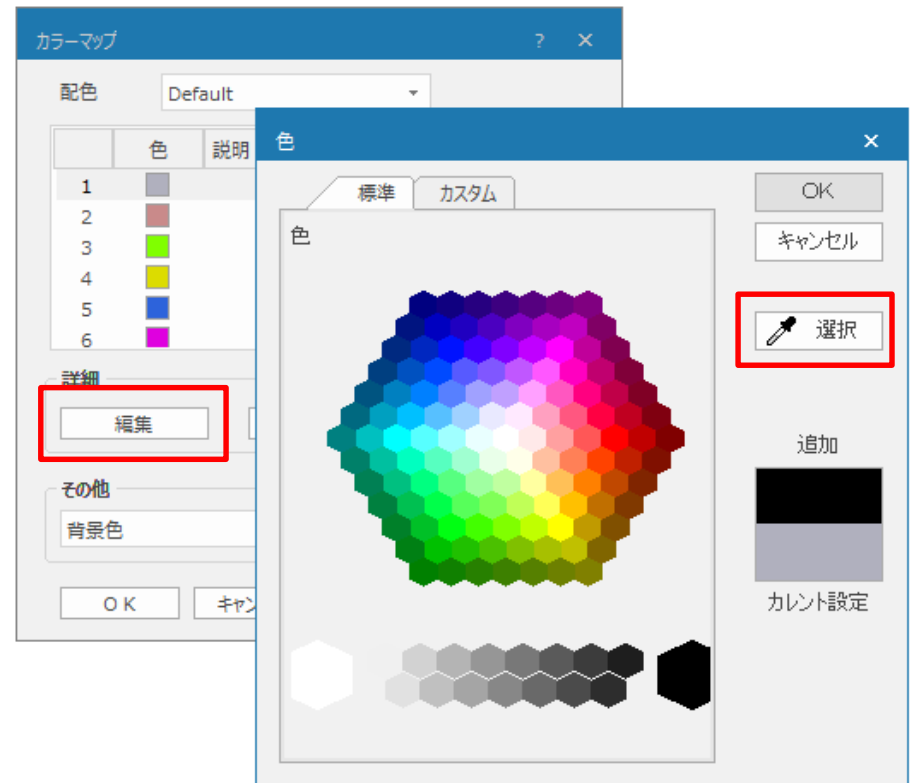 カラーマップ ? ×
配色 Default
色 説明
1
2
3
4
5
6
詳細
編集
その他
背景色
OK キャン
色 ×
標準 カスタム
色
OK
キャンセル
選択
追加
カレント設定